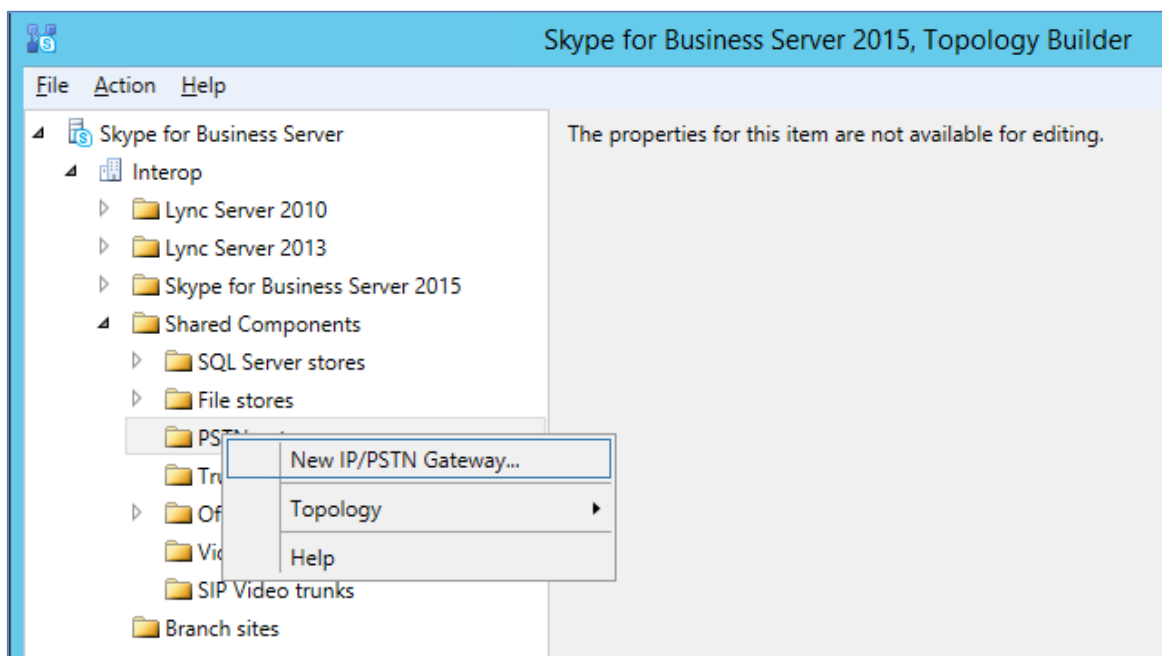 Skype for Business Server 2015, Topology Builder
File Action Help
Skype for Business Server
The properties for this item are not available for editing.
Interop
Lync Server 2010
Lync Server 2013
Skype for Business Server 2015
Shared Components
SQL Server stores
File stores
New IP/PSTN Gateway...
Topology
Help
SIP Video trunks
Branch sites